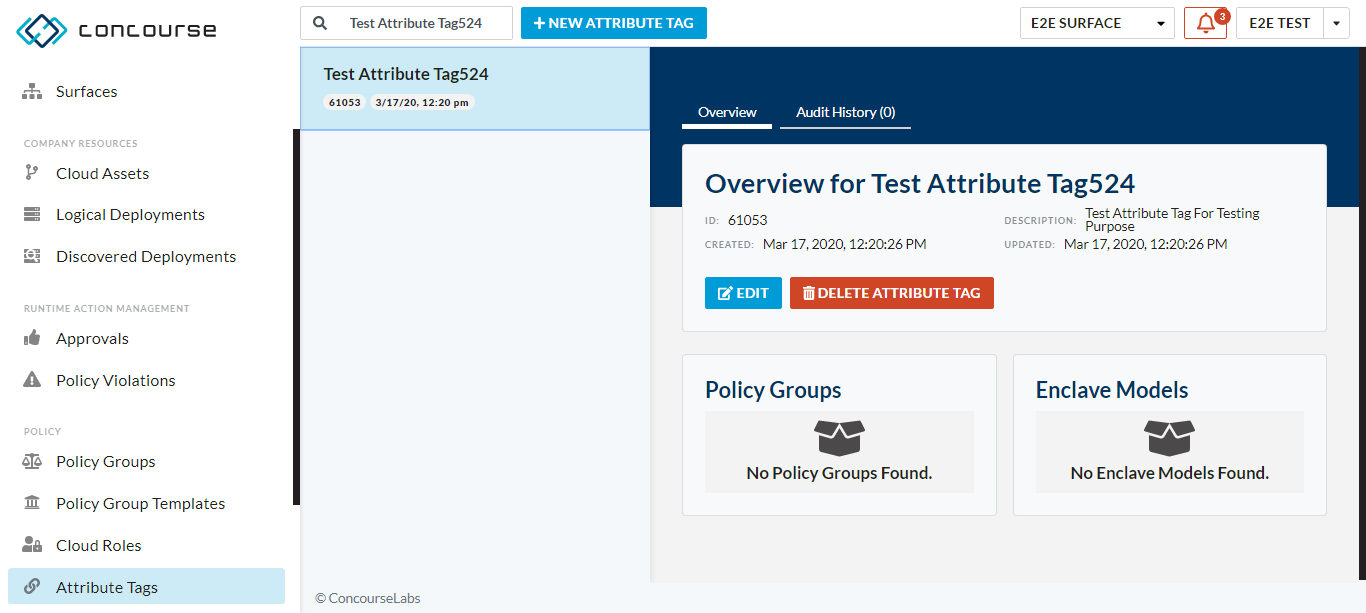 concourse
Test Attribute Tag524
NEW ATTRIBUTE TAG
E2E SURFACE
3
E2E TEST
Surfaces
COMPANY RESOURCES
Cloud Assets
Logical Deployments
Discovered Deployments
RUNTIME ACTION MANAGEMENT
Approvals
Policy Violations
POLICY
Policy Groups
Policy Group Templates
Cloud Roles
Attribute Tags
Test Attribute Tag524
61053 3/17/20, 12:20 pm
Overview Audit History (0)
Overview for Test Attribute Tag524
ID: 61053
DESCRIPTION: Test Attribute Tag For Testing
Purpose
CREATED: Mar 17, 2020, 12:20:26 PM
UPDATED: Mar 17, 2020, 12:20:26 PM
EDIT
DELETE ATTRIBUTE TAG
Policy Groups
No Policy Groups Found.
Enclave Models
No Enclave Models Found.
© ConcourseLabs